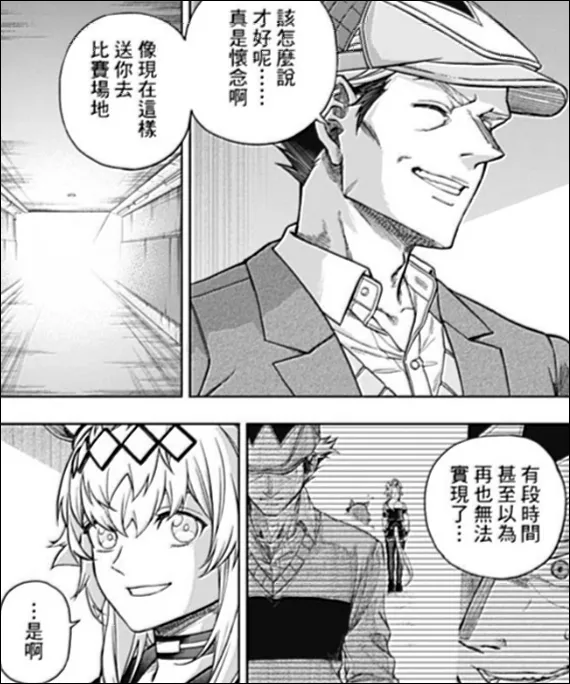 該怎麼說
才好呢……
真是懷念啊
像現在這樣
送你去
比賽場地
有段時間
甚至以為
再也無法
實現了…
…是啊